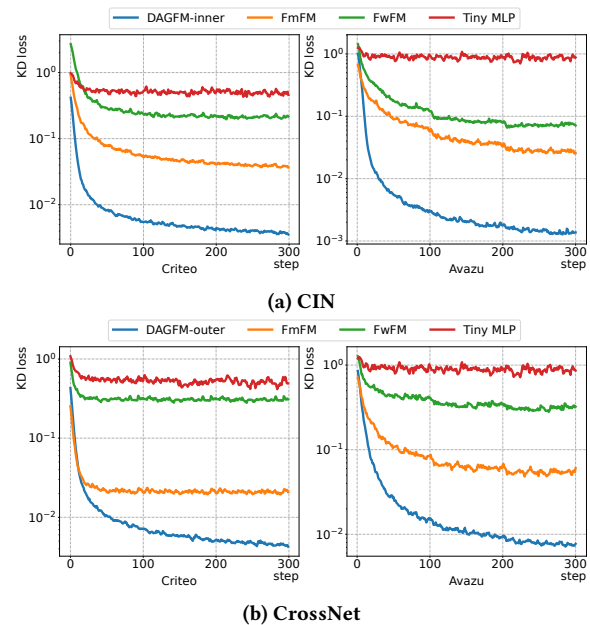 DAGFM-inner FmFM FwFM Tiny MLP
KD loss
10^0
10^-1
10^-2
0 100 200 300
Criteo step
KD loss
10^0
10^-1
10^-2
10^-3
0 100 200 300
Avazu step
(a) CIN
DAGFM-outer FmFM FwFM Tiny MLP
KD loss
10^0
10^-1
10^-2
0 100 200 300
Criteo step
KD loss
10^0
10^-1
10^-2
0 100 200 300
Avazu step
(b) CrossNet